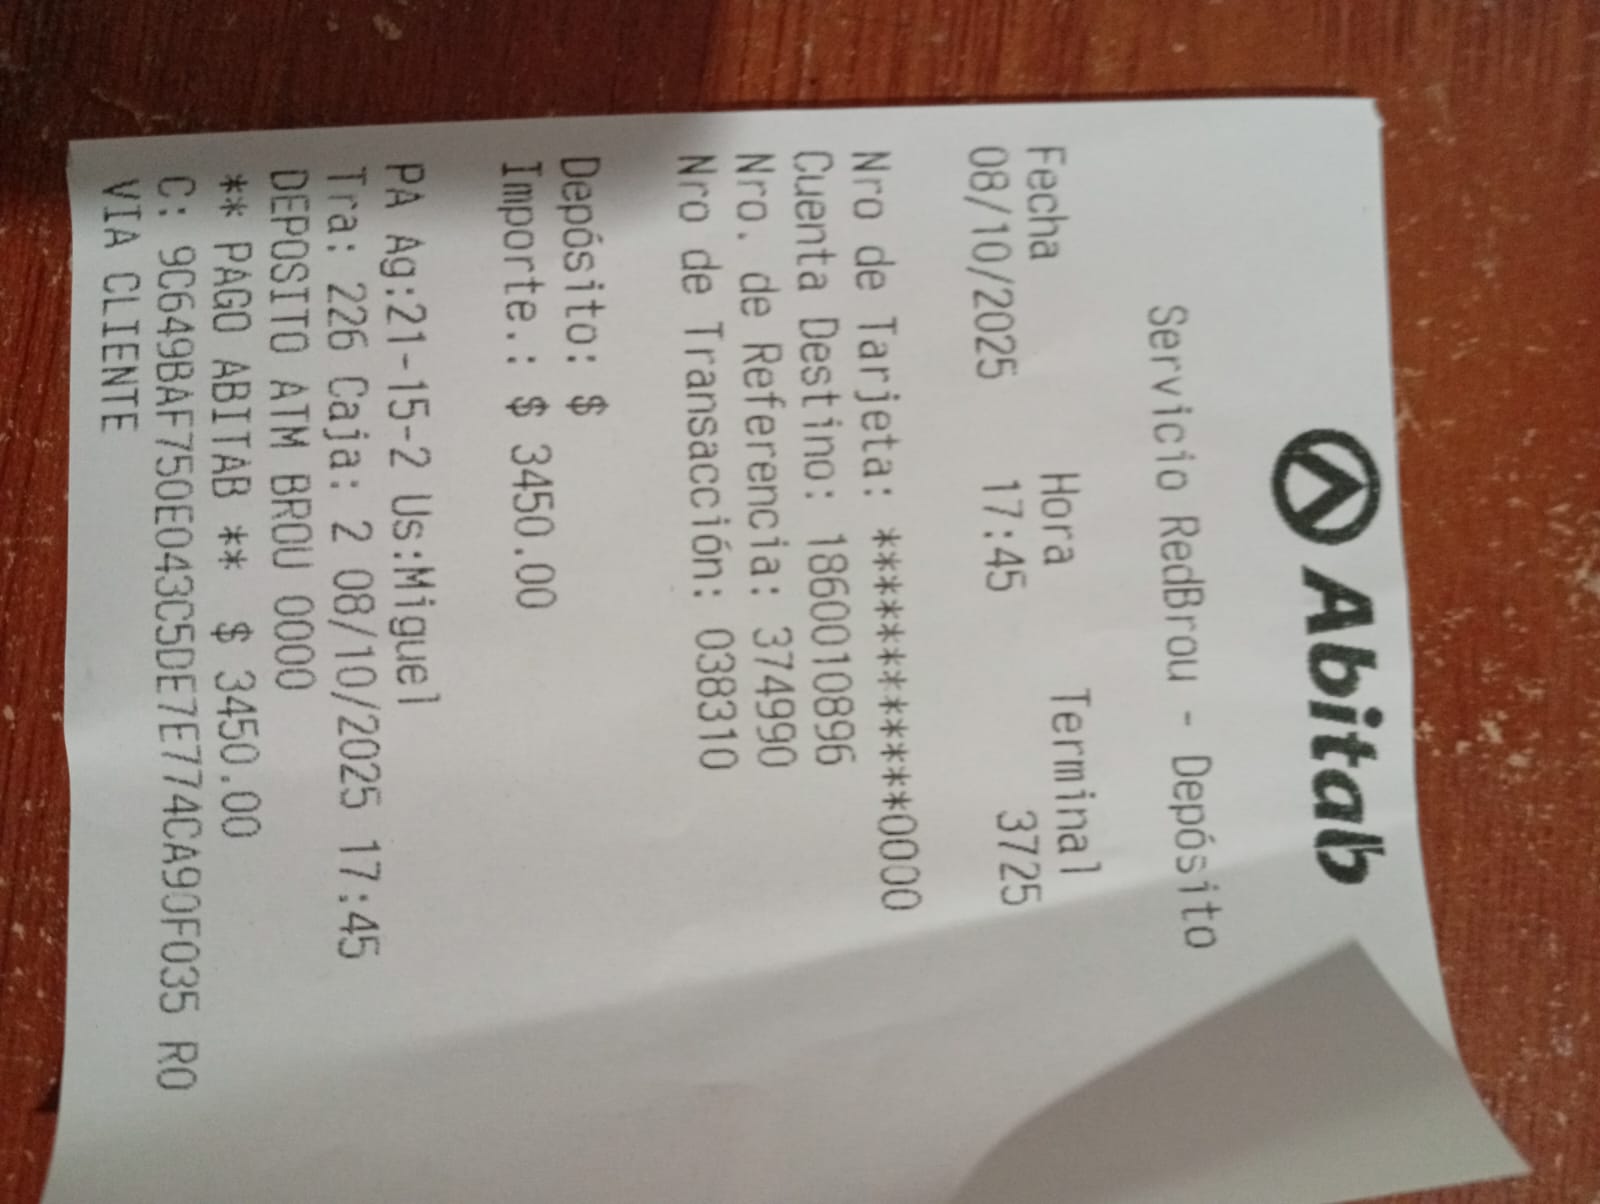 Abitab
Servicio RedBrou - Depósito
Fecha Hora Terminal
08/10/2025 17:45 3725
Nro de Tarjeta: ************0000
Cuenta Destino: 1860010896
Nro. de Referencia: 374990
Nro de Transacción: 038310
Depósito: $
Importe.: $ 3450.00
PA Ag:21-15-2 Us:Miguel
Tra: 226 Caja: 2 08/10/2025 17:45
DEPOSITO ATM BROU 0000
** PAGO ABITAB ** $ 3450.00
C: 9C649BAF750E043C5DE7E774CA90F035 RO
VIA CLIENTE